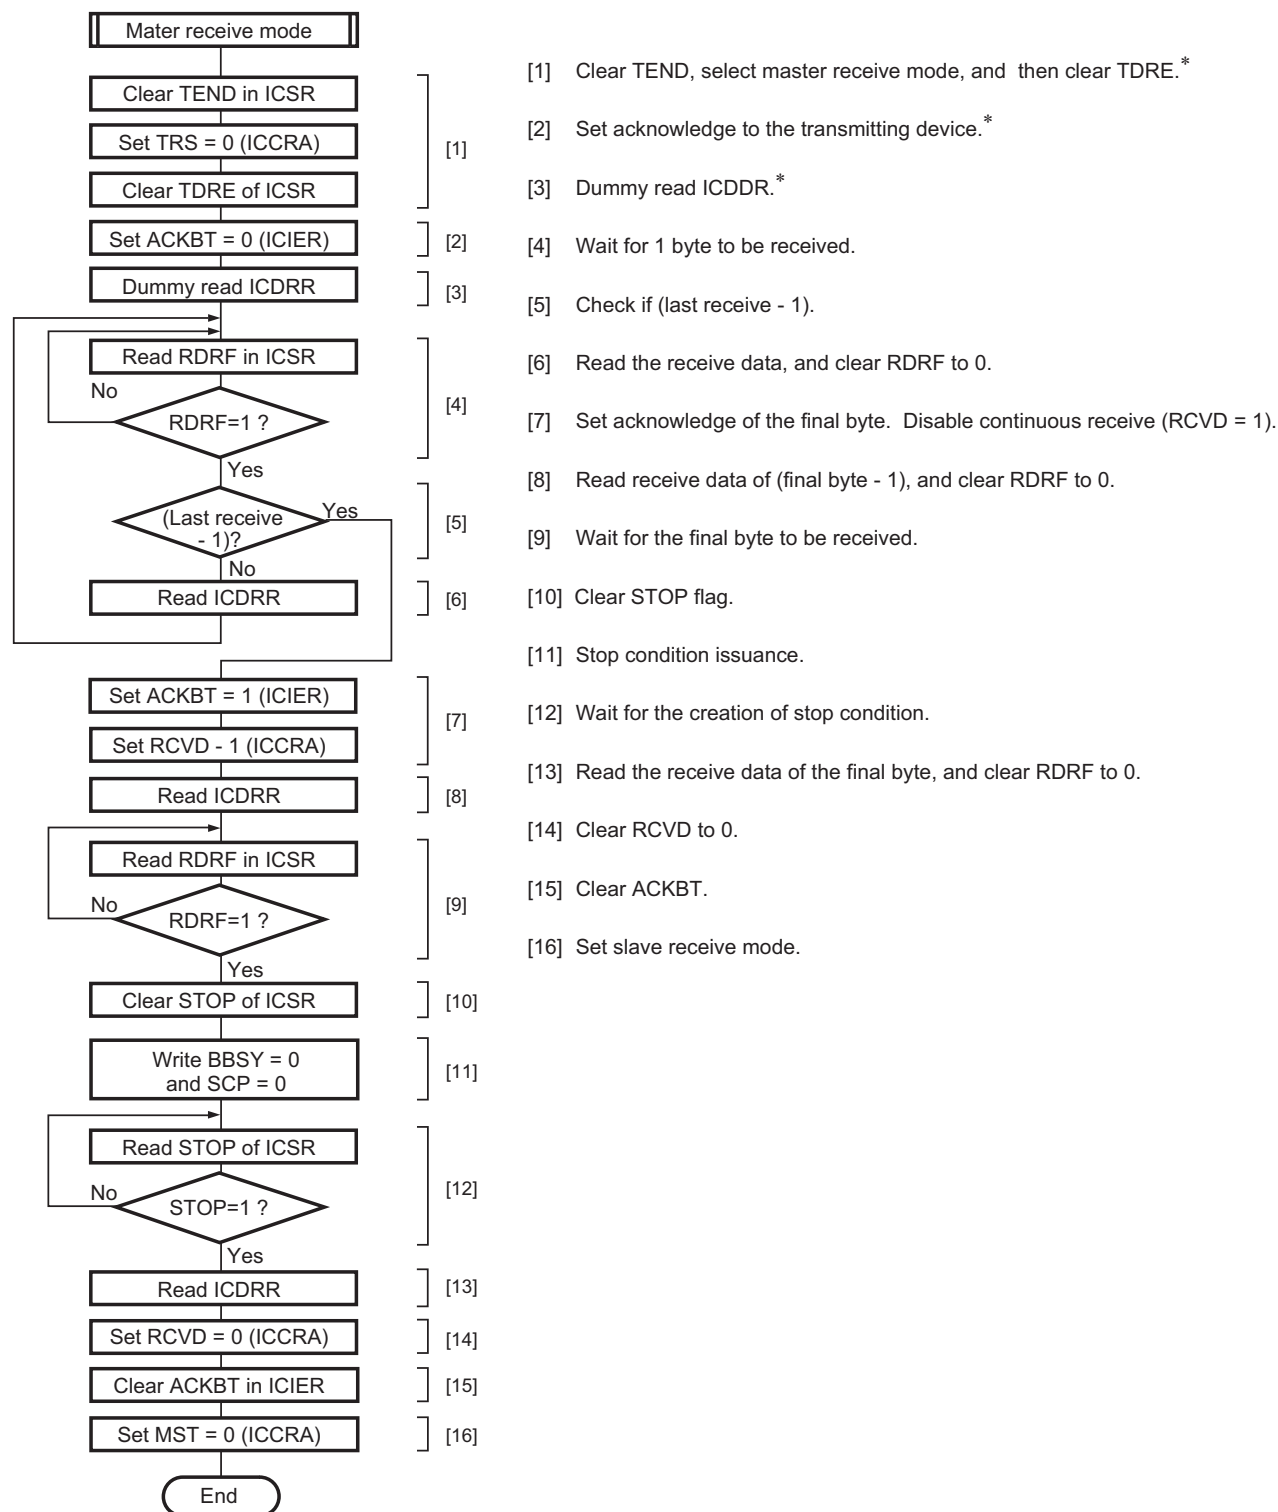 Mater receive mode
Clear TEND in ICSR
Set TRS = 0 (ICCRA)
Clear TDRE of ICSR
[1]
Set ACKBT = 0 (ICIER)
[2]
Dummy read ICDRR
[3]
Read RDRF in ICSR
No
RDRF=1 ?
[4]
Yes
(Last receive
- 1)?
Yes
[5]
No
Read ICDRR
[6]
Set ACKBT = 1 (ICIER)
Set RCVD - 1 (ICCRA)
[7]
Read ICDRR
[8]
Read RDRF in ICSR
No
RDRF=1 ?
[9]
Yes
Clear STOP of ICSR
[10]
Write BBSY = 0
and SCP = 0
[11]
Read STOP of ICSR
No
STOP=1 ?
[12]
Yes
Read ICDRR
[13]
Set RCVD = 0 (ICCRA)
[14]
Clear ACKBT in ICIER
[15]
Set MST = 0 (ICCRA)
[16]
End
[1] Clear TEND, select master receive mode, and then clear TDRE.*
[2] Set acknowledge to the transmitting device.*
[3] Dummy read ICDDR.*
[4] Wait for 1 byte to be received.
[5] Check if (last receive - 1).
[6] Read the receive data, and clear RDRF to 0.
[7] Set acknowledge of the final byte. Disable continuous receive (RCVD = 1).
[8] Read receive data of (final byte - 1), and clear RDRF to 0.
[9] Wait for the final byte to be received.
[10] Clear STOP flag.
[11] Stop condition issuance.
[12] Wait for the creation of stop condition.
[13] Read the receive data of the final byte, and clear RDRF to 0.
[14] Clear RCVD to 0.
[15] Clear ACKBT.
[16] Set slave receive mode.